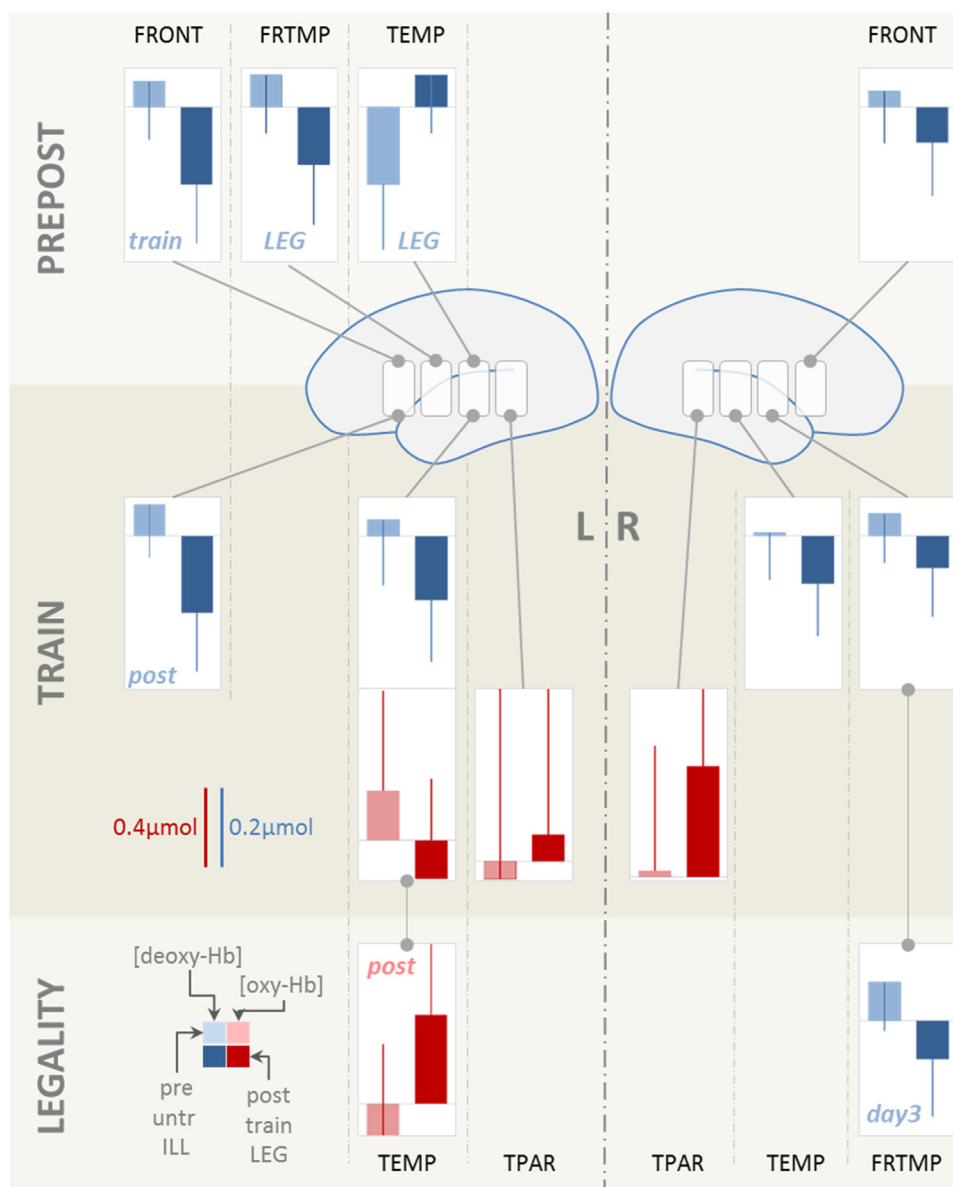 FRONT FRTMP TEMP FRONT
PREPOST
train LEG LEG
L R
TRAIN
post
0.4µmol 0.2µmol
LEGALITY
[deoxy-Hb]
[oxy-Hb]
post
pre post
untr train
ILL LEG
day3
TEMP TPAR TPAR TEMP FRTMP